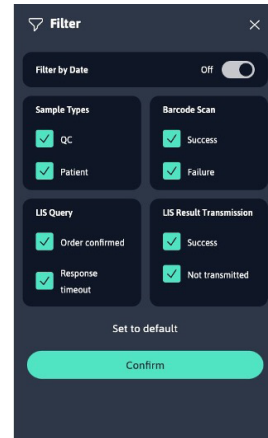 Filter
Filter by Date
Off
Sample Types
QC
Patient
Barcode Scan
Success
Failure
LIS Query
Order confirmed
Response
timeout
LIS Result Transmission
Success
Not transmitted
Set to default
Confirm